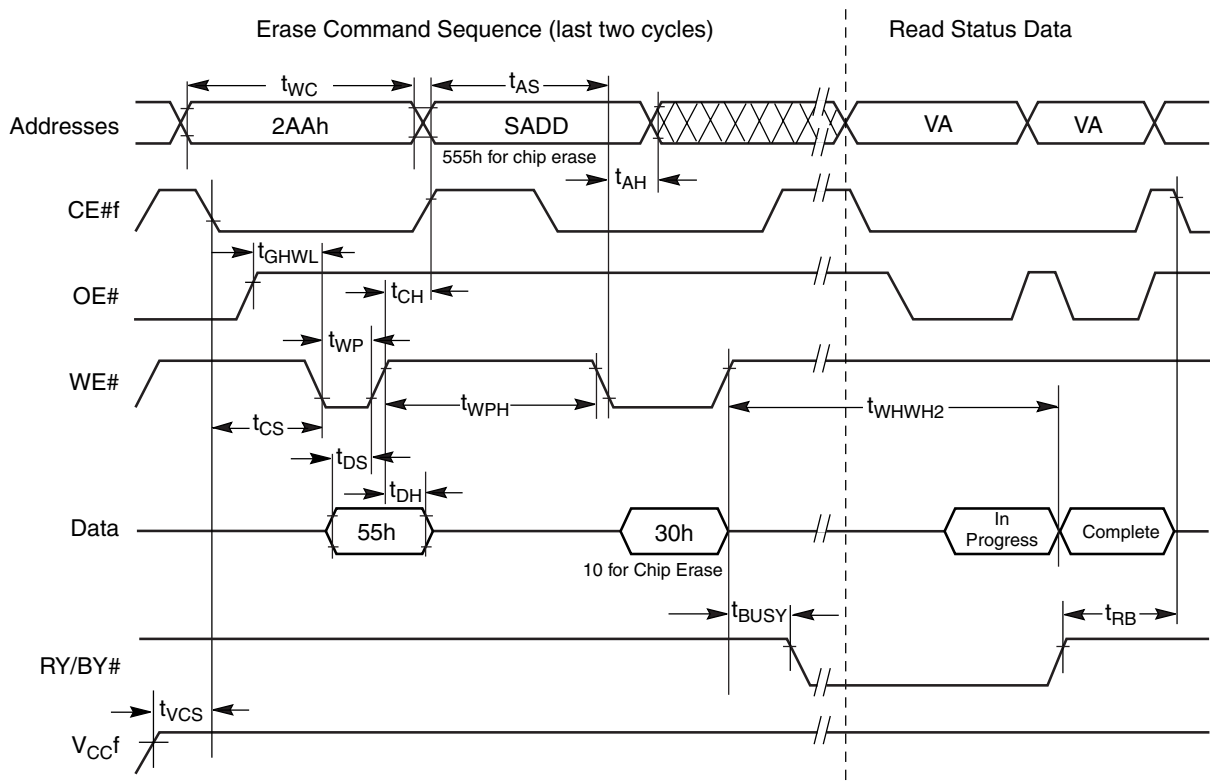 Erase Command Sequence (last two cycles)
Read Status Data
tWC
tAS
Addresses
2AAh
SADD
VA
VA
555h for chip erase
tAH
CE#f
tGHWL
OE#
tCH
tWP
WE#
tWPH
tWHWH2
tCS
tDS
tDH
Data
55h
30h
In
Progress
Complete
10 for Chip Erase
tBUSY
tRB
RY/BY#
tVCS
VCCf